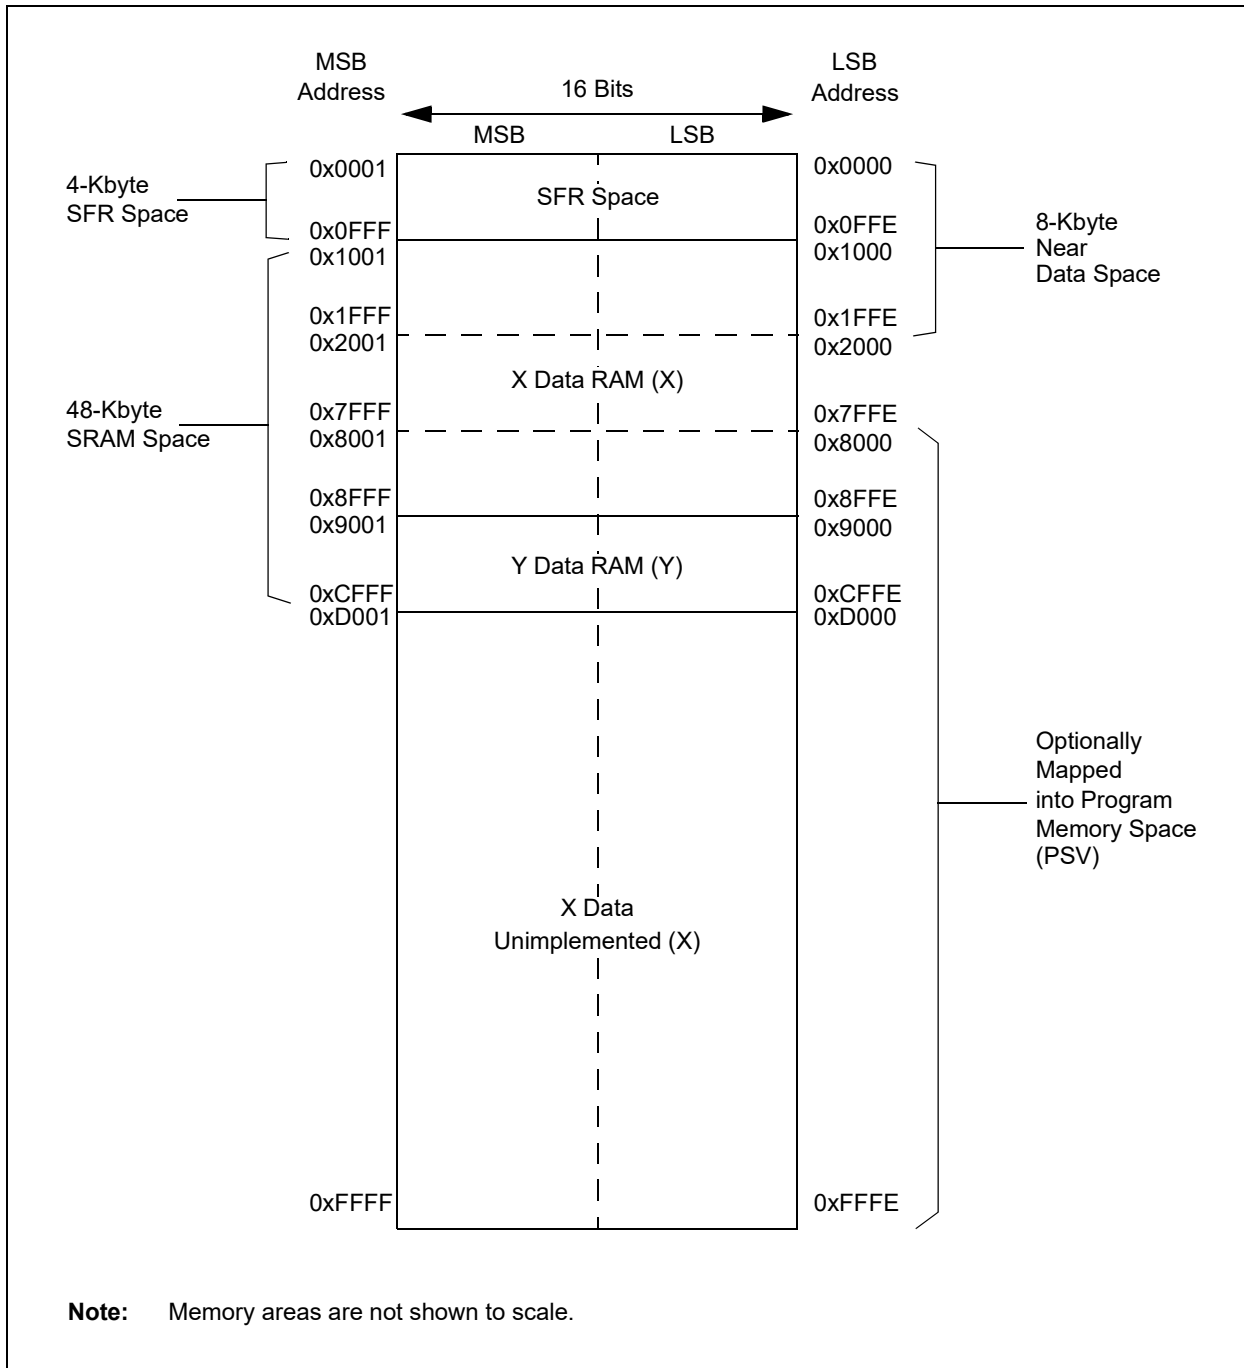 MSB
Address
LSB
Address
16 Bits
MSB
LSB
0x0001
0x0000
4-Kbyte
SFR Space
SFR Space
0x0FFF
0x0FFE
0x1001
0x1000
8-Kbyte
Near
Data Space
0x1FFF
0x1FFE
0x2001
0x2000
X Data RAM (X)
48-Kbyte
SRAM Space
0x7FFF
0x7FFE
0x8001
0x8000
0x8FFF
0x8FFE
0x9001
0x9000
Y Data RAM (Y)
0xCFFF
0xCFFE
0xD001
0xD000
Optionally
Mapped
into Program
Memory Space
(PSV)
X Data
Unimplemented (X)
0xFFFF
0xFFFE
Note: Memory areas are not shown to scale.